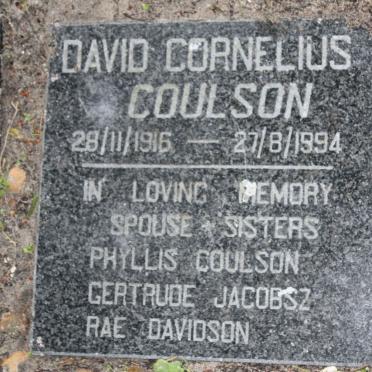 DAVID CORNELIUS
COULSON
28/11/1916 — 27/8/1994
IN LOVING MEMORY
SPOUSE + SISTERS
PHYLLIS COULSON
GERTRUDE JACOBSZ
RAE DAVIDSON